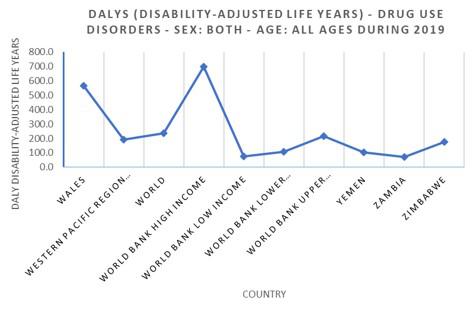 DALYS (DISABILITY-ADJUSTED LIFE YEARS) - DRUG USE
DISORDERS - SEX: BOTH - AGE: ALL AGES DURING 2019
DALY DISABILITY-ADJUSTED LIFE YEARS
800.0
700.0
600.0
500.0
400.0
300.0
200.0
100.0
0.0
WALES
WESTERN PACIFIC REGION...
WORLD
WORLD BANK HIGH INCOME
WORLD BANK LOW INCOME
WORLD BANK LOWER...
WORLD BANK UPPER...
YEMEN
ZAMBIA
ZIMBABWE
COUNTRY